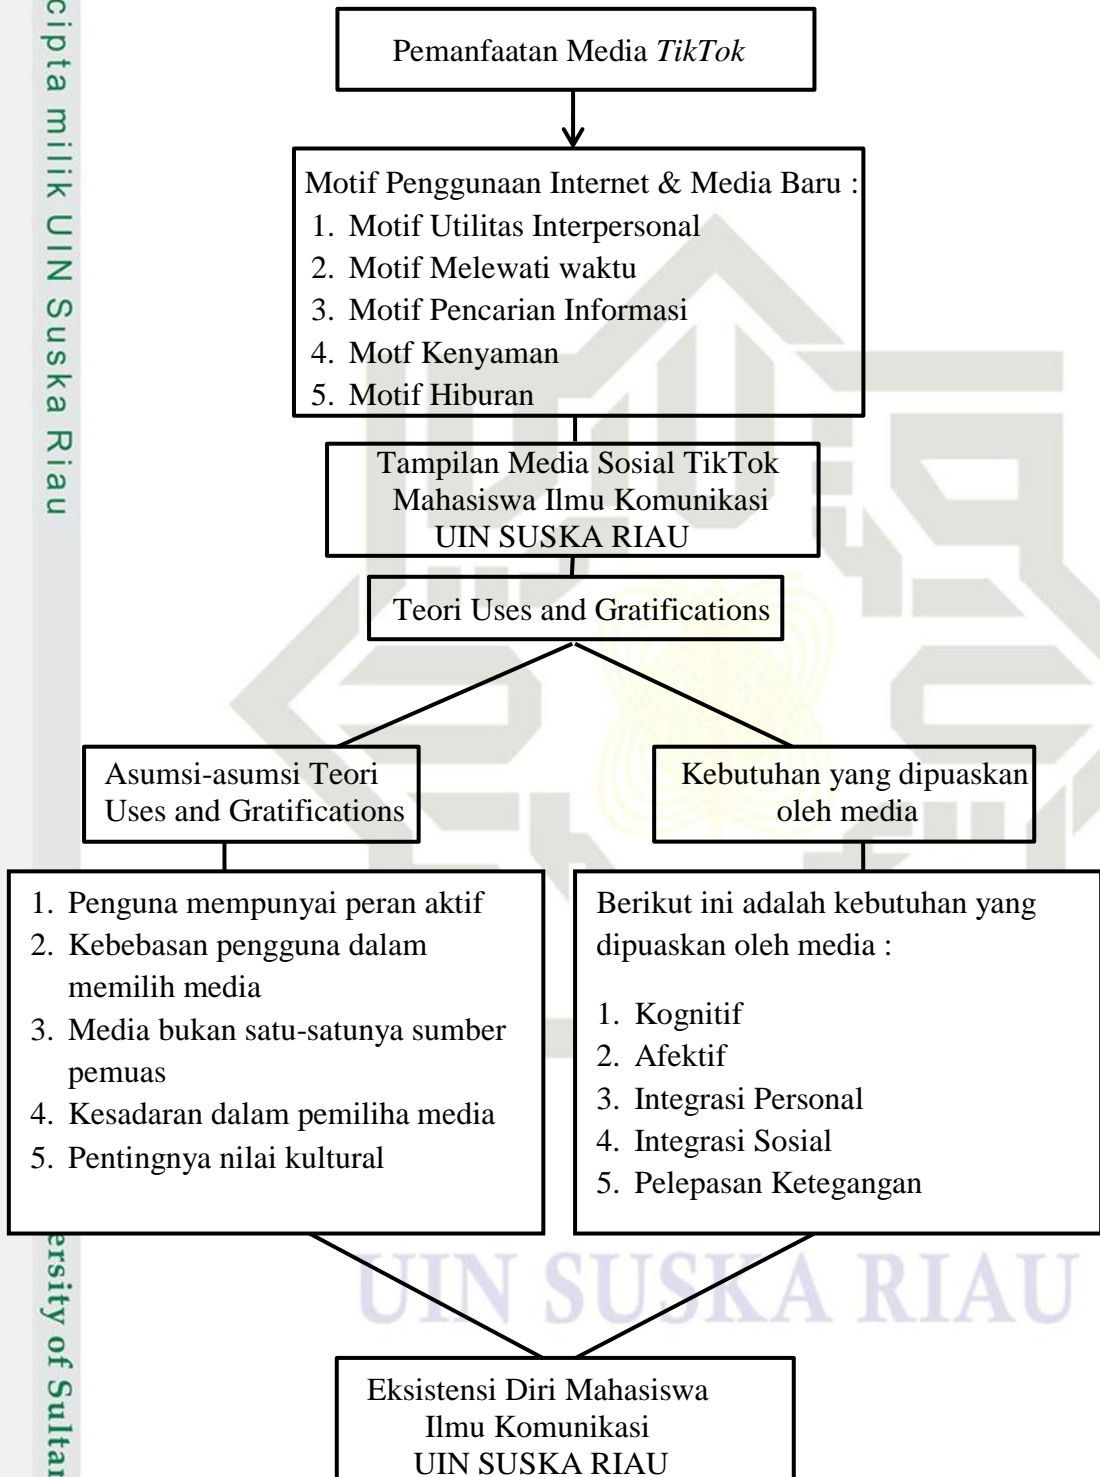 cipta milik UIN Suska Riau
Pemanfaatan Media TikTok
Motif Penggunaan Internet & Media Baru :
1. Motif Utilitas Interpersonal
2. Motif Melewati waktu
3. Motif Pencarian Informasi
4. Motf Kenyaman
5. Motif Hiburan
Tampilan Media Sosial TikTok
Mahasiswa Ilmu Komunikasi
UIN SUSKA RIAU
Teori Uses and Gratifications
Asumsi-asumsi Teori
Uses and Gratifications
Kebutuhan yang dipuaskan
oleh media
1. Penguna mempunyai peran aktif
2. Kebebasan pengguna dalam
memilih media
3. Media bukan satu-satunya sumber
pemuas
4. Kesadaran dalam pemiliha media
5. Pentingnya nilai kultural
Berikut ini adalah kebutuhan yang
dipuaskan oleh media :
1. Kognitif
2. Afektif
3. Integrasi Personal
4. Integrasi Sosial
5. Pelepasan Ketegangan
UIN SUSKA RIAU
ersity of Sultan
Eksistensi Diri Mahasiswa
Ilmu Komunikasi
UIN SUSKA RIAU